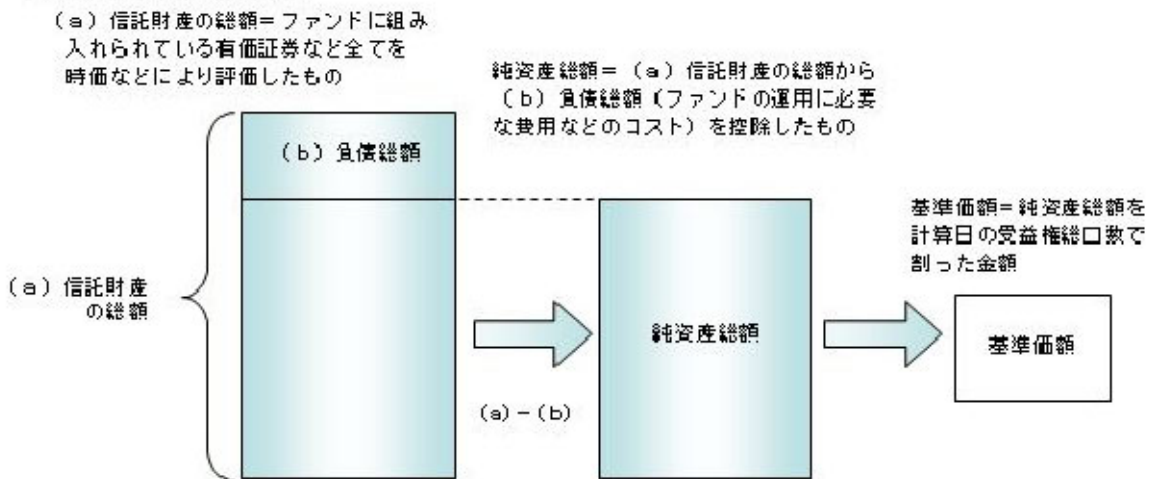 （a）信託財産の総額＝ファンドに組み
入れられている有価証券など全てを
時価などにより評価したもの
純資産総額＝（a）信託財産の総額から
（b）負債総額（ファンドの運用に必要
な費用などのコスト）を控除したもの
（b）負債総額
基準価額＝純資産総額を
計算日の受益権総口数で
割った金額
（a）信託財産
の総額
純資産総額
基準価額
（a）－（b）